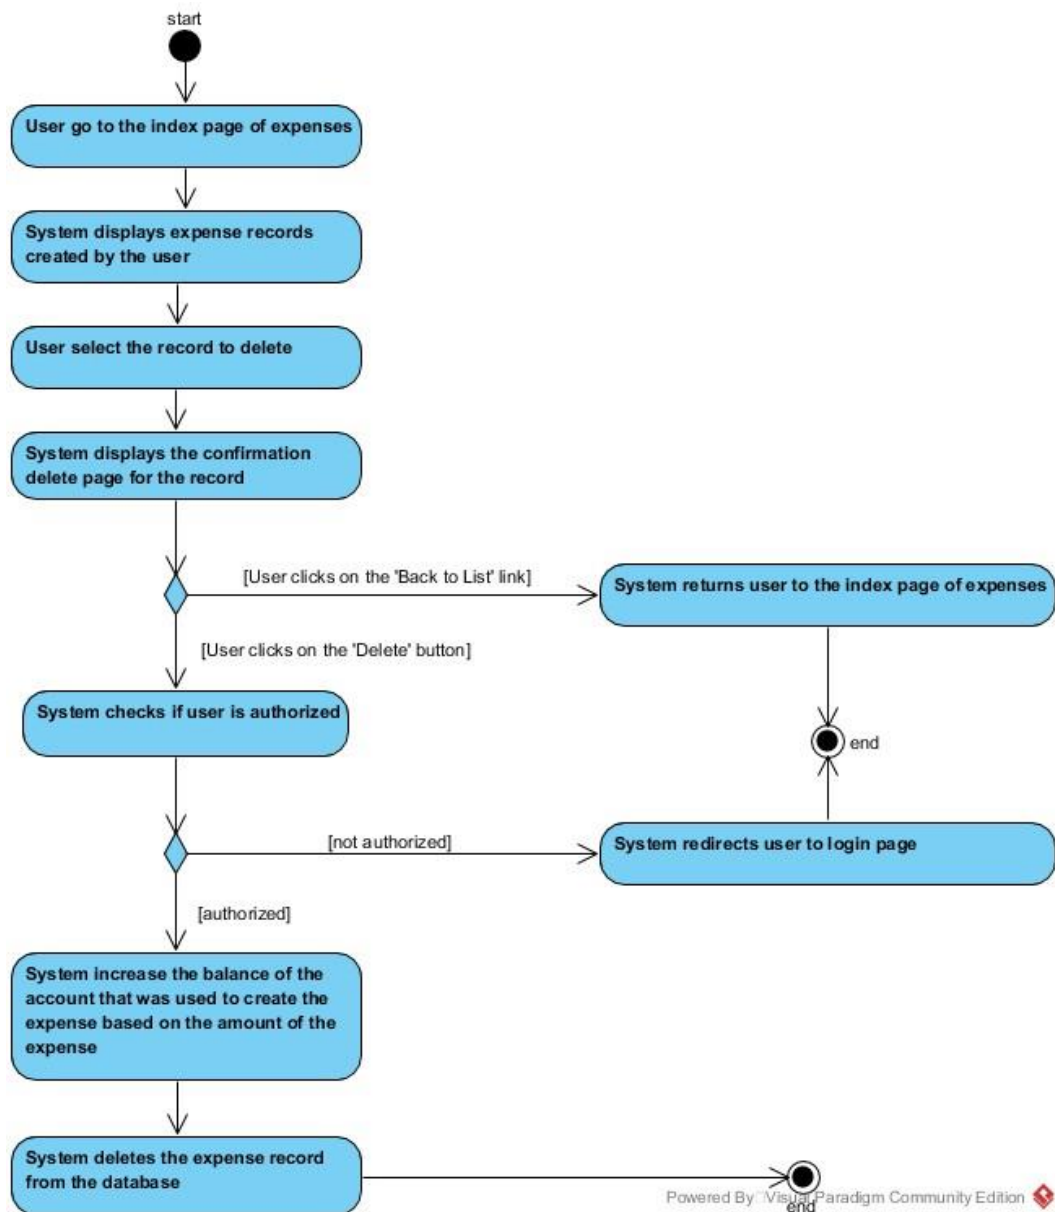 start
User go to the index page of expenses
System displays expense records
created by the user
User select the record to delete
System displays the confirmation
delete page for the record
[User clicks on the 'Back to List' link]
System returns user to the index page of expenses
[User clicks on the 'Delete' button]
System checks if user is authorized
end
[not authorized]
System redirects user to login page
[authorized]
System increase the balance of the
account that was used to create the
expense based on the amount of the
expense
System deletes the expense record
from the database
Powered By Visual Paradigm Community Edition
end